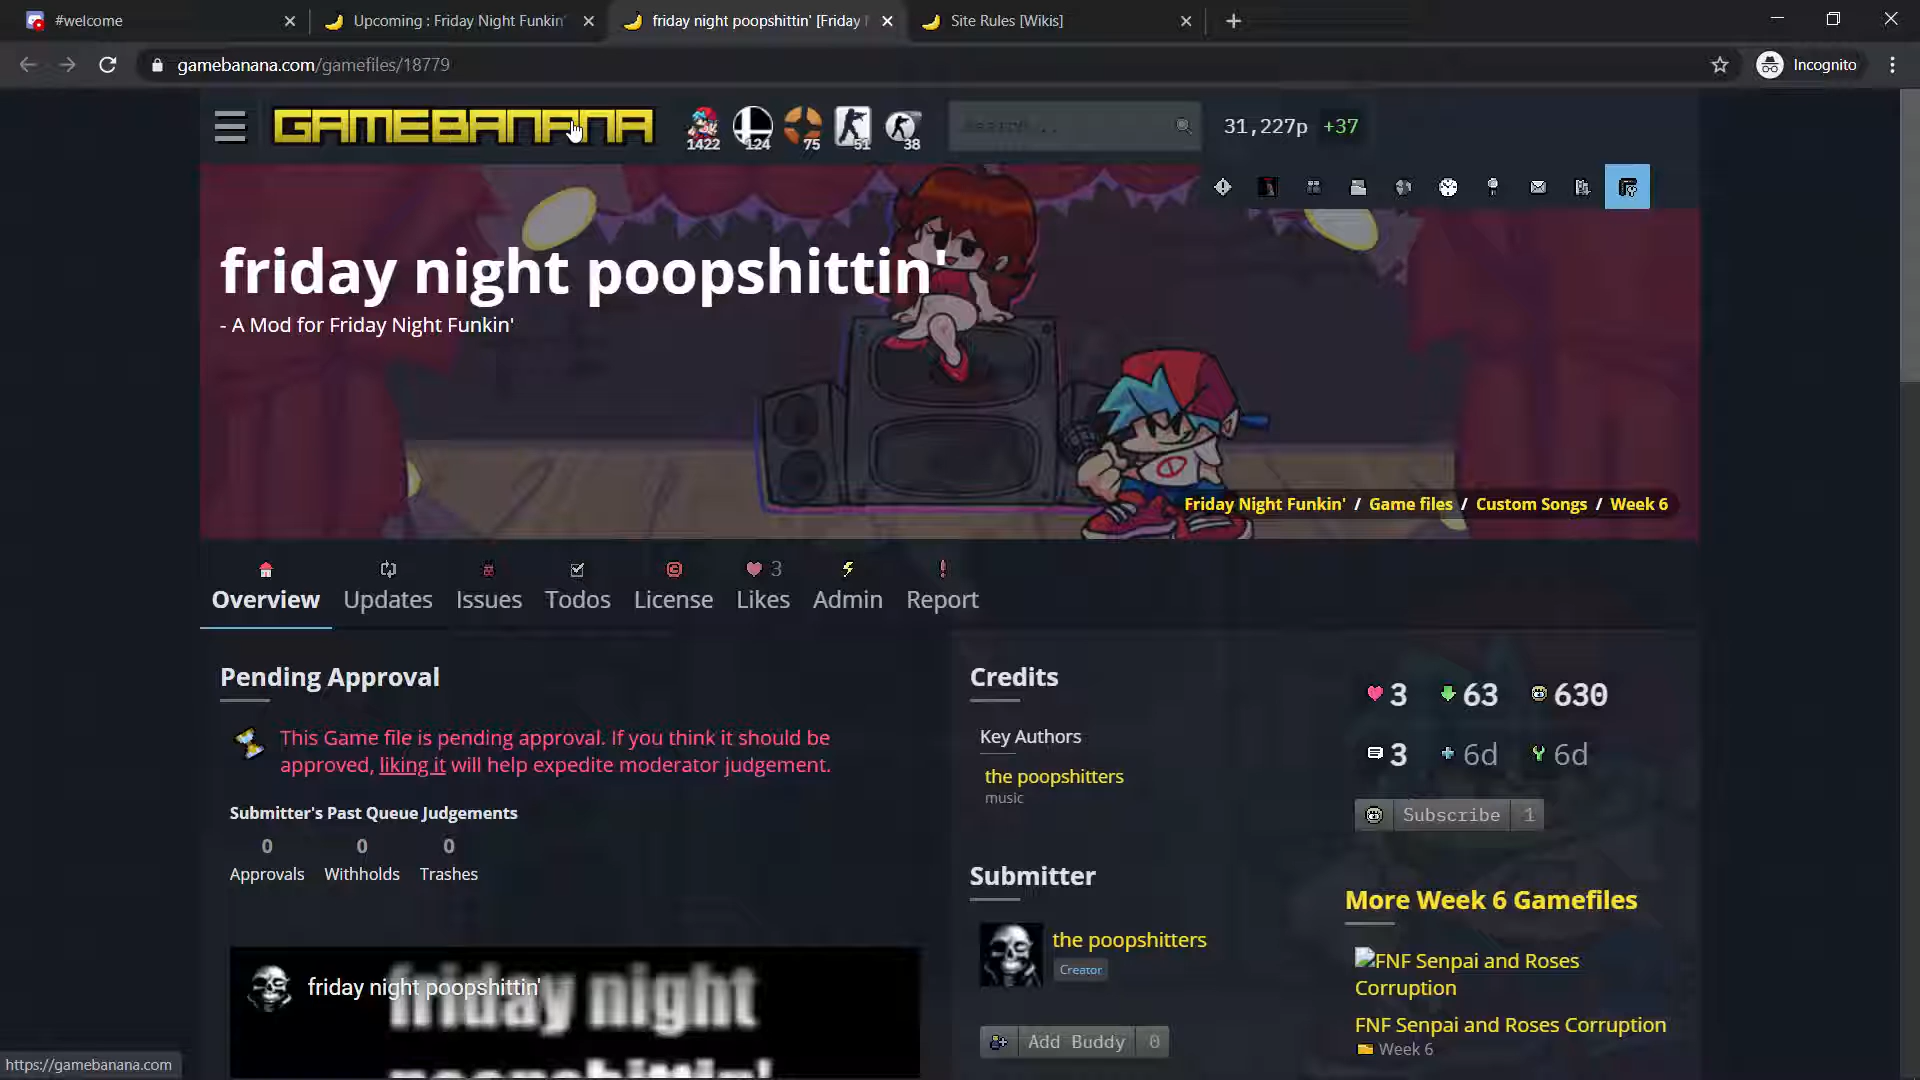 #welcome
Upcoming : Friday Night Funkin'
friday night poopshittin' [Friday
Site Rules [Wikis]
gamebanana.com/gamefiles/18779
Incognito
GAMEBANANA
1422
124
75
51
38
Search...
31,227p +37
friday night poopshittin'
- A Mod for Friday Night Funkin'
Friday Night Funkin' / Game files / Custom Songs / Week 6
3
Overview Updates Issues Todos License Likes Admin Report
Pending Approval
This Game file is pending approval. If you think it should be
approved, liking it will help expedite moderator judgement.
Submitter's Past Queue Judgements
0 0 0
Approvals Withholds Trashes
friday night poopshittin'
friday night
poopshittin'
Credits
Key Authors
the poopshitters
music
Submitter
the poopshitters
Creator
Add Buddy 0
3 63 630
3 6d 6d
Subscribe 1
More Week 6 Gamefiles
FNF Senpai and Roses
Corruption
FNF Senpai and Roses Corruption
Week 6
https://gamebanana.com